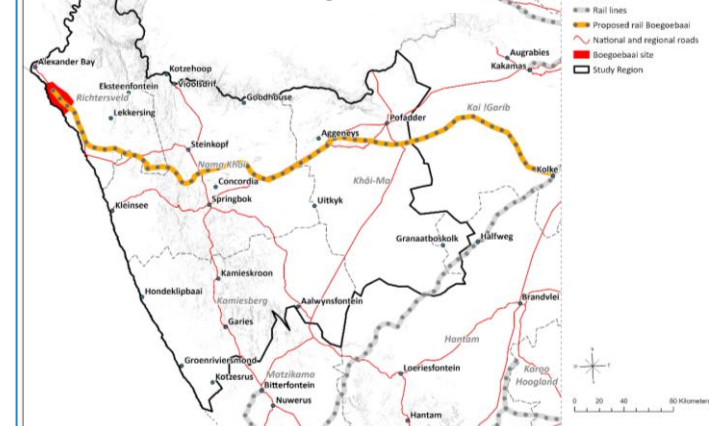 Rail lines
Proposed rail Boegoebaai
National and regional roads
Boegoebaai site
Study Region
Alexander Bay
Kotzehoop
Vioolsdrif
Eksteenfontein
Richtersveld
Lekkersing
Goodhouse
Augrabies
Kakamas
Kai !Garib
Pofadder
Aggeneys
Steinkopf
Nama Khoi
Concordia
Khâi-Ma
Kolke
Kleinsee
Springbok
Uitkyk
Granaatboskolk
Halfweg
Kamieskroon
Hondeklipbaai
Kamiesberg
Aalwynsfontein
Brandvlei
Garies
Hantam
Groenriviersmond
Kotzesrus
Matzikama
Bitterfontein
Loeriesfontein
Karoo
Hoogland
Nuwerus
Hantam
0 20 40 80 Kilometers